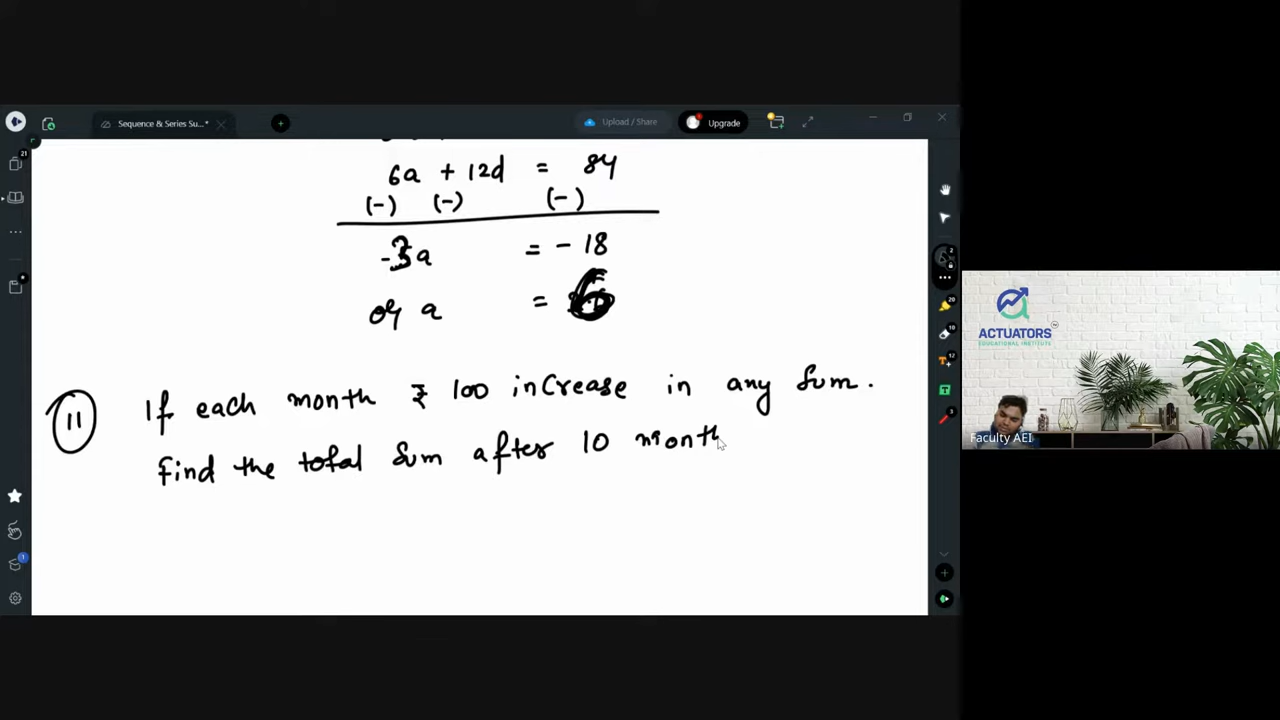 Sequence & Series Su...*
Upload / Share
Upgrade
6a + 12d = 84
(-) (-) (-)
-3a = - 18
or a = 6
11 If each month ₹ 100 increase in any sum.
find the total sum after 10 month
ACTUATORS
EDUCATIONAL INSTITUTE
Faculty AEI